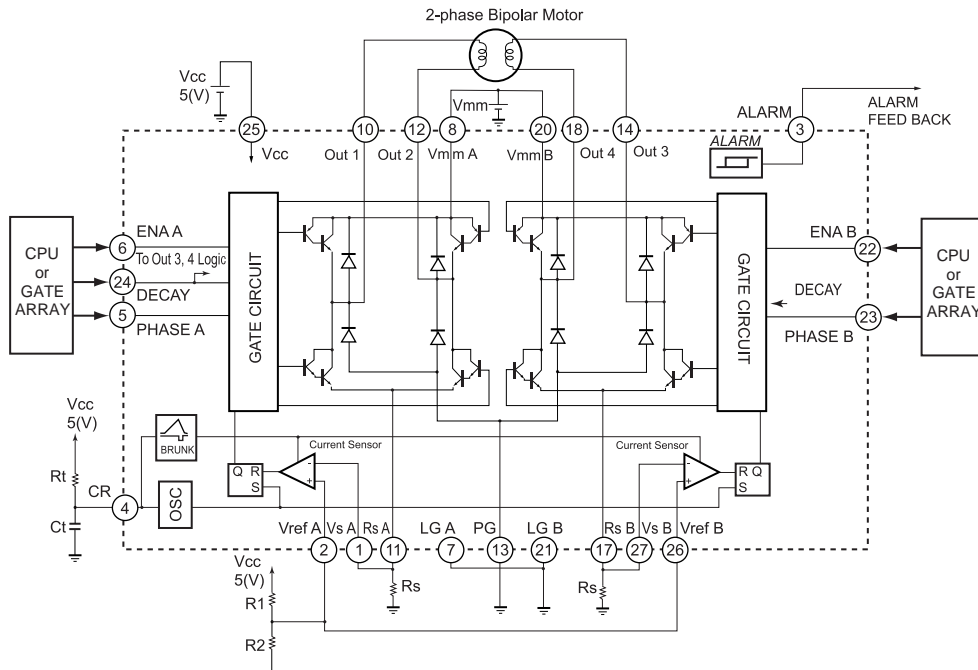 2-phase Bipolar Motor
Vcc
5(V)
Vmm
ALARM
ALARM
FEED BACK
25
10
12
8
20
18
14
3
Vcc
Out 1
Out 2
Vmm A
Vmm B
Out 4
Out 3
ALARM
CPU
or
GATE
ARRAY
6
ENA A
To Out 3, 4 Logic
24
DECAY
5
PHASE A
GATE CIRCUIT
GATE CIRCUIT
ENA B
22
DECAY
23
PHASE B
CPU
or
GATE
ARRAY
Vcc
5(V)
Rt
CR
4
Ct
BRUNK
OSC
Q
R
S
Current Sensor
-
+
Current Sensor
-
+
R
Q
S
Vref A
Vs A
Rs A
LG A
PG
LG B
Rs B
Vs B
Vref B
2
1
11
7
13
21
17
27
26
Vcc
5(V)
R1
R2
Rs
Rs